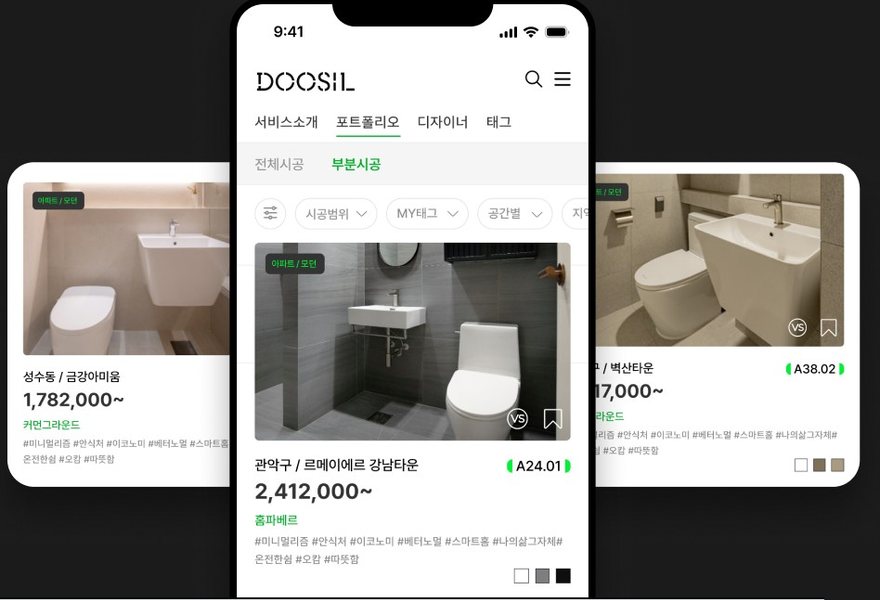 9:41
DOOSIL
서비스소개 포트폴리오 디자이너 태그
전체시공 부분시공
시공범위 MY태그 공간별 지역
아파트 / 모던
성수동 / 금강아미움
1,782,000~
커먼그라운드
#미니멀리즘 #안식처 #이코노미 #베터노멀 #스마트홈
온전한쉼 #오캄 #따뜻함
아파트 / 모던
VS
관악구 / 르메이에르 강남타운
A24.01
2,412,000~
홈파베르
#미니멀리즘 #안식처 #이코노미 #베터노멀 #스마트홈 #나의삶그자체#
온전한쉼 #오캄 #따뜻함
/ 모던
VS
구 / 벽산타운
A38.02
17,000~
라운드
리즘 #안식처 #이코노미 #베터노멀 #스마트홈 #나의삶그자체#
쉼 #오캄 #따뜻함